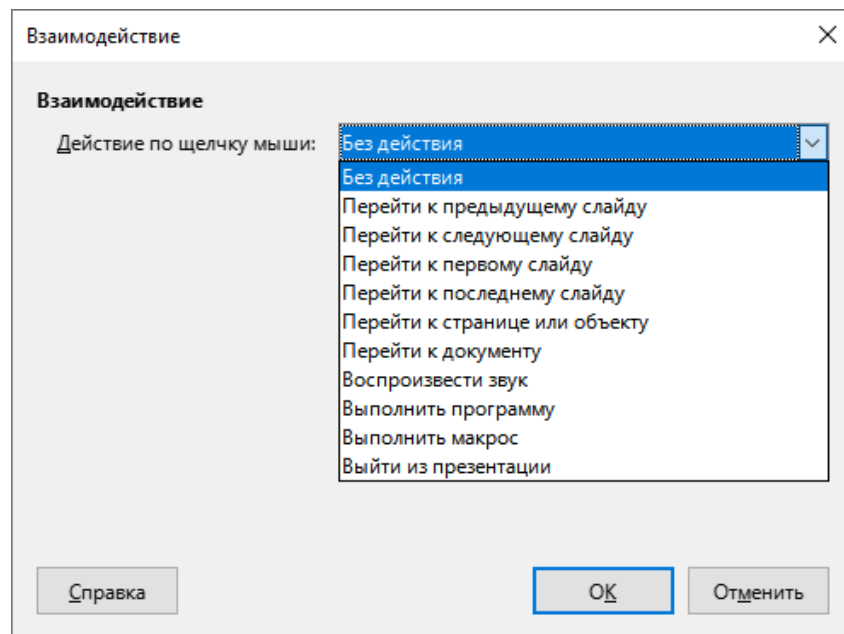 Взаимодействие
Взаимодействие
Действие по щелчку мыши: Без действия
Без действия
Перейти к предыдущему слайду
Перейти к следующему слайду
Перейти к первому слайду
Перейти к последнему слайду
Перейти к странице или объекту
Перейти к документу
Воспроизвести звук
Выполнить программу
Выполнить макрос
Выйти из презентации
Справка ОК Отменить